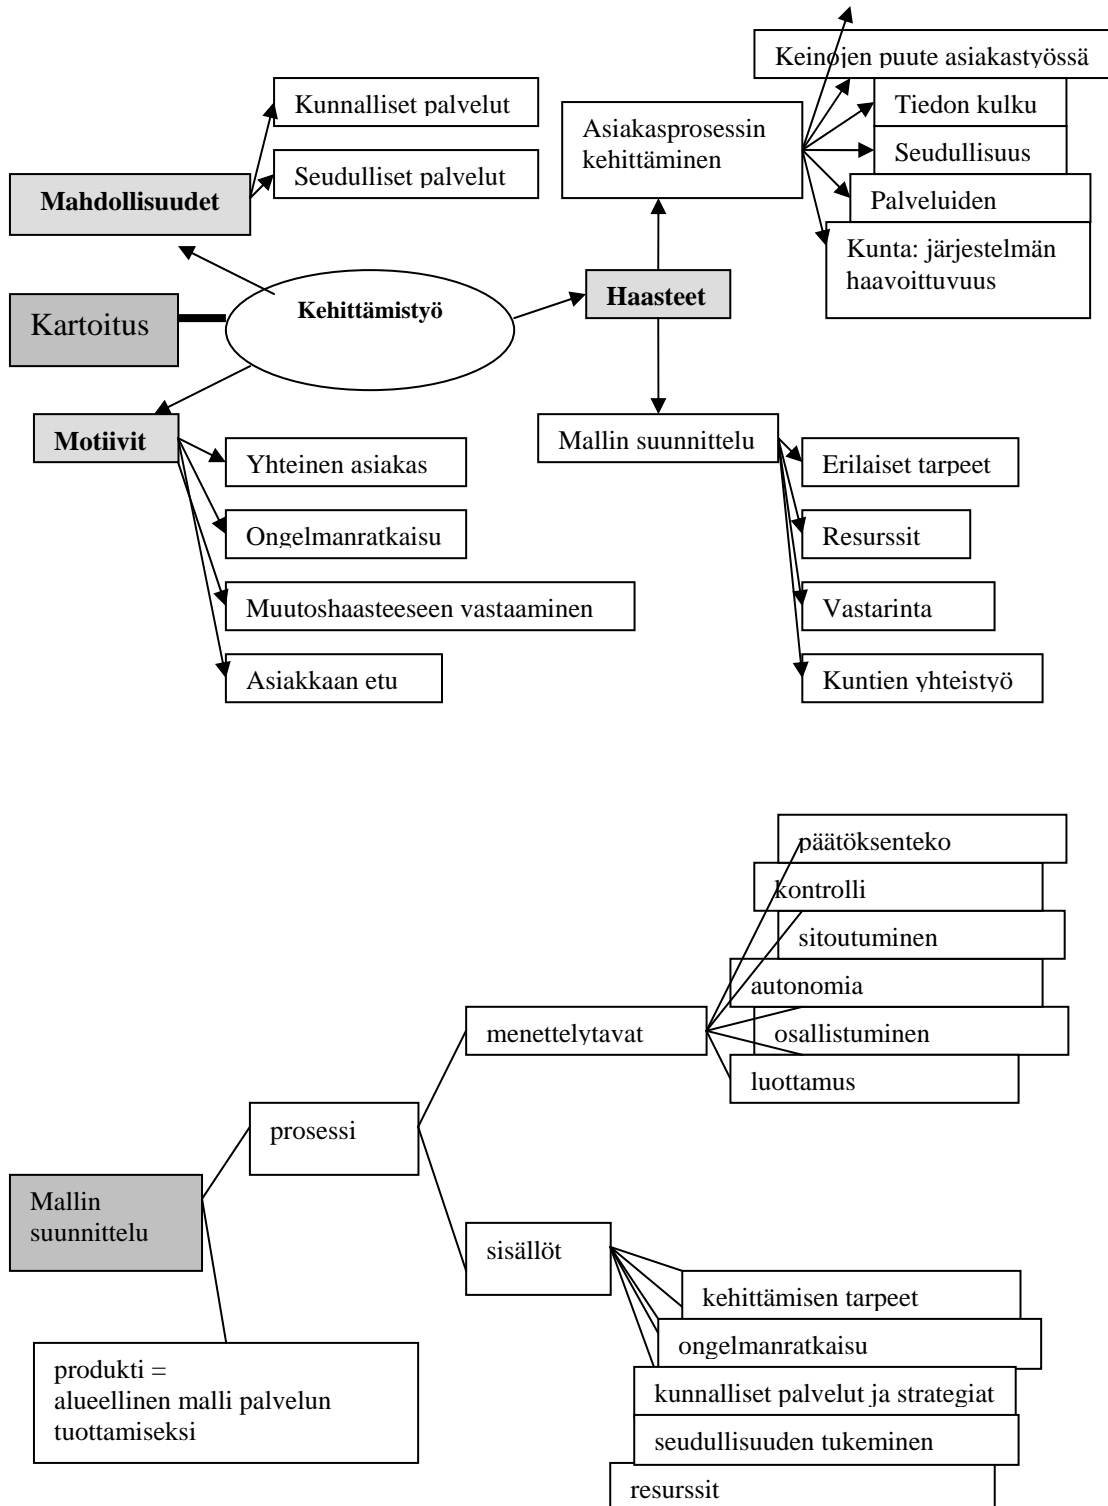 Keinojen puute asiakastyössä
Kunnalliset palvelut
Tiedon kulku
Asiakasprosessin
kehittäminen
Seudullisuus
Seudulliset palvelut
Mahdollisuudet
Palveluiden
Kunta: järjestelmän
haavoittuvuus
Kehittämistyö
Haasteet
Kartoitus
Motiivit
Mallin suunnittelu
Yhteinen asiakas
Erilaiset tarpeet
Ongelmanratkaisu
Resurssit
Muutoshaasteeseen vastaaminen
Vastarinta
Asiakkaan etu
Kuntien yhteistyö
päätöksenteko
kontrolli
sitoutuminen
autonomia
menettelytavat
osallistuminen
luottamus
prosessi
Mallin
suunnittelu
sisällöt
kehittämisen tarpeet
ongelmanratkaisu
produkti =
alueellinen malli palvelun
tuottamiseksi
kunnalliset palvelut ja strategiat
seudullisuuden tukeminen
resurssit